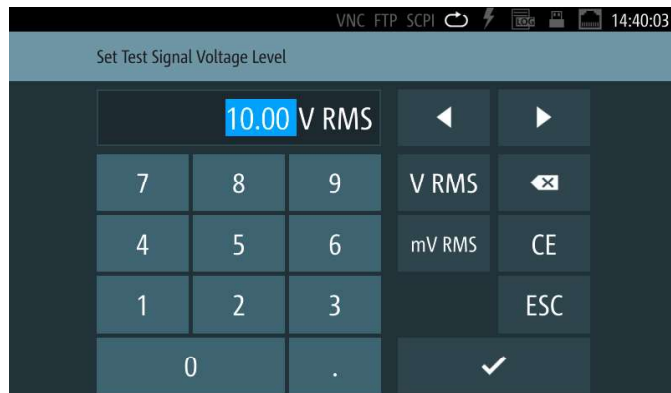 VNC FTP SCPI LOG 14:40:03
Set Test Signal Voltage Level
10.00 V RMS
7 8 9 V RMS
4 5 6 mV RMS CE
1 2 3 ESC
0 .